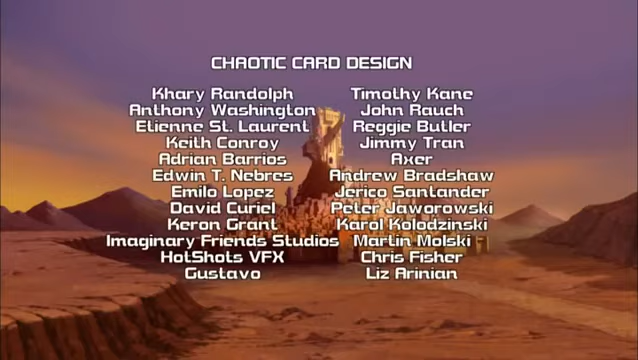 CHAOTIC CARD DESIGN
Khary Randolph
Anthony Washington
Etienne St. Laurent
Keith Conroy
Adrian Barrios
Edwin T. Nebres
Emilo Lopez
David Curiel
Keron Grant
Imaginary Friends Studios
HotShots VFX
Gustavo
Timothy Kane
John Rauch
Reggie Butler
Jimmy Tran
Axer
Andrew Bradshaw
Jerico Santander
Peter Jaworowski
Karol Kolodzinski
Martin Molski
Chris Fisher
Liz Arinian